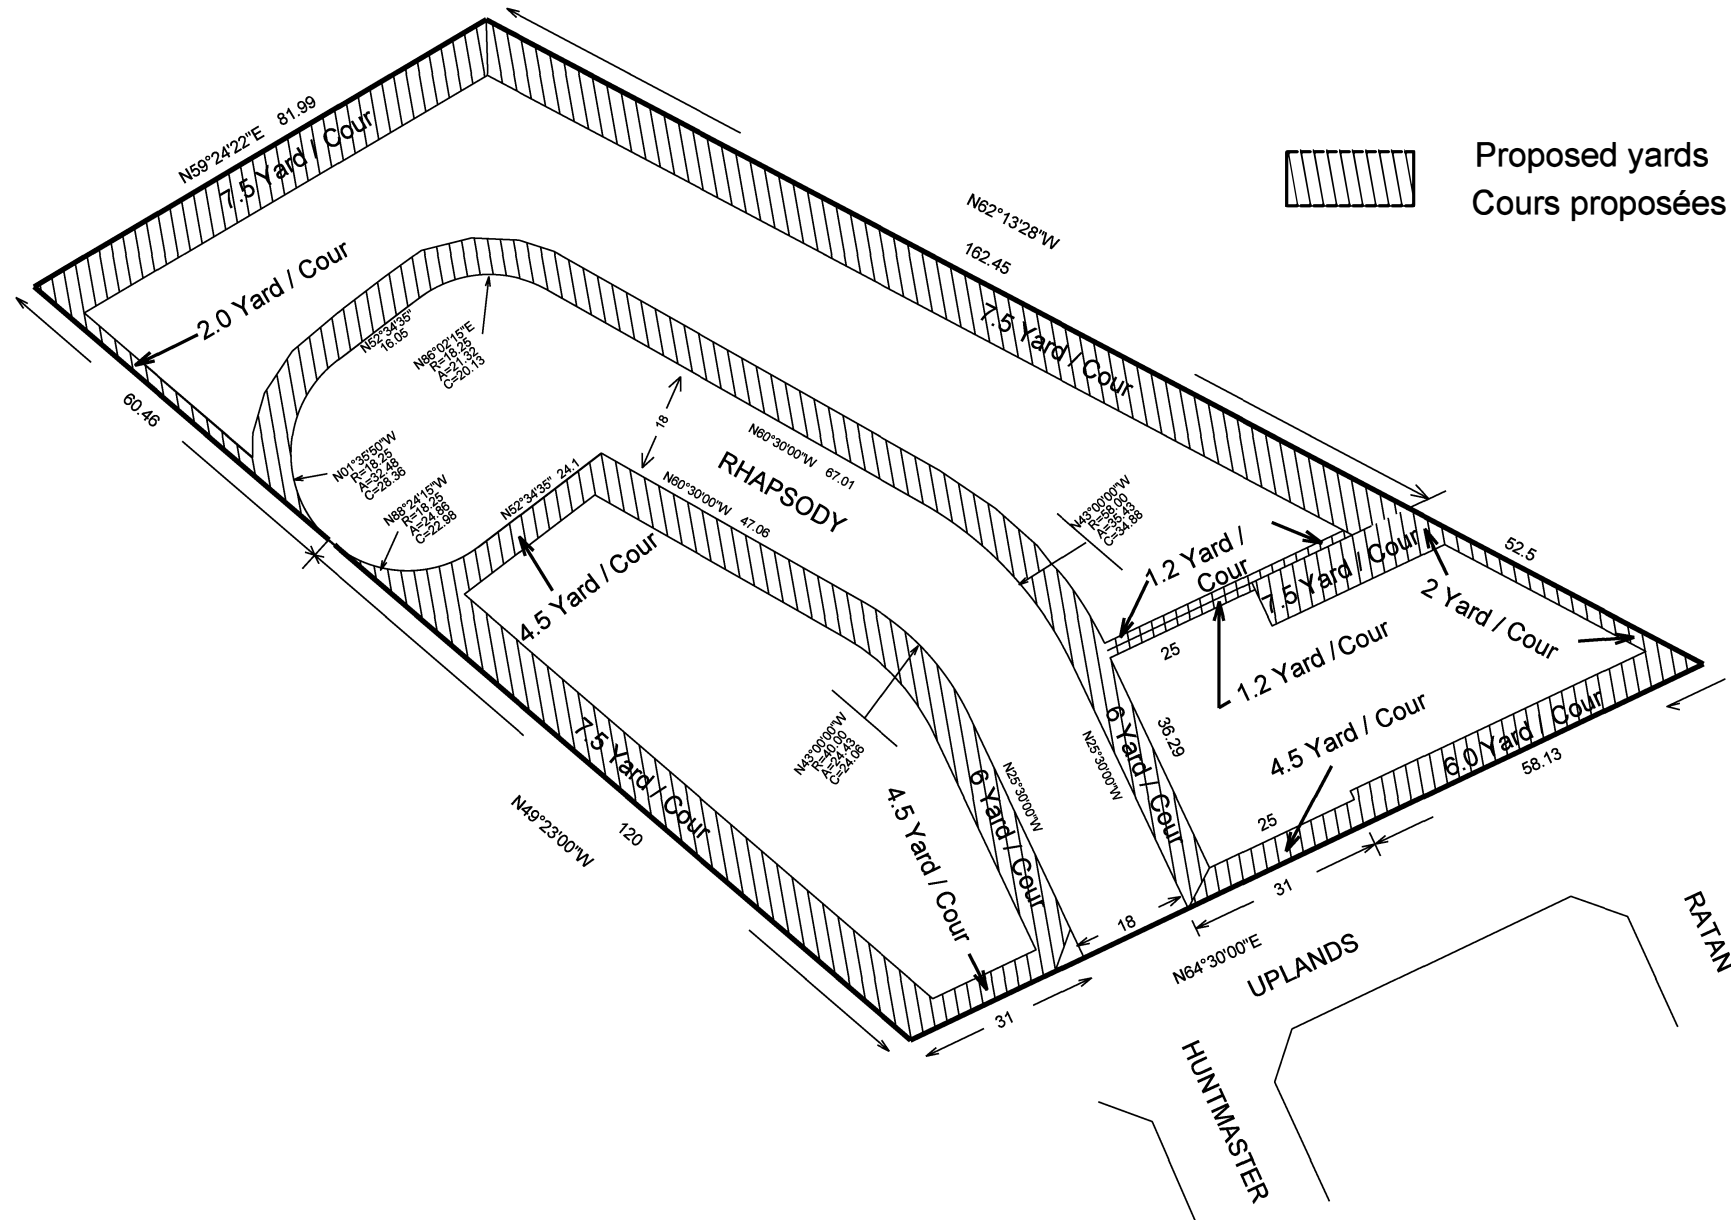 Proposed yards
Cours proposées
N59°24'22"E 81.99
7.5 Yard / Cour
2.0 Yard / Cour
60.46
N52°34'35"
16.05
N86°02'15"E
R=18.25
A=21.32
C=20.13
N01°35'50"W
R=18.25
A=32.48
C=28.36
N88°24'15"W
R=18.25
A=24.86
C=22.98
N62°13'28"W
162.45
7.5 Yard / Cour
18
N60°30'00"W 67.01
RHAPSODY
N60°30'00"W 47.06
N52°34'35" 24.1
4.5 Yard / Cour
N43°00'00"W
R=58.00
A=35.43
C=34.88
1.2 Yard /
Cour
7.5 Yard / Cour
52.5
2 Yard / Cour
25
1.2 Yard / Cour
36.29
6 Yard / Cour
N25°30'00"W
4.5 Yard / Cour
25
6.0 Yard / Cour
58.13
7.5 Yard / Cour
N49°23'00"W
120
N43°00'00"W
R=40.00
A=24.43
C=24.06
4.5 Yard / Cour
6 Yard / Cour
N25°30'00"W
18
31
31
N64°30'00"E
UPLANDS
HUNTMASTER
RATAN